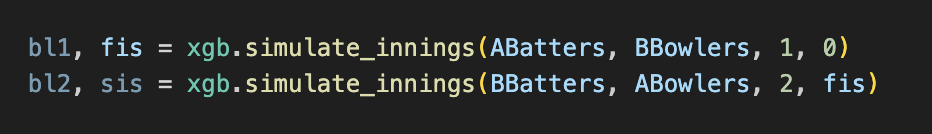 bl1, fis = xgb.simulate_innings(ABatters, BBowlers, 1, 0)
bl2, sis = xgb.simulate_innings(BBatters, ABowlers, 2, fis)